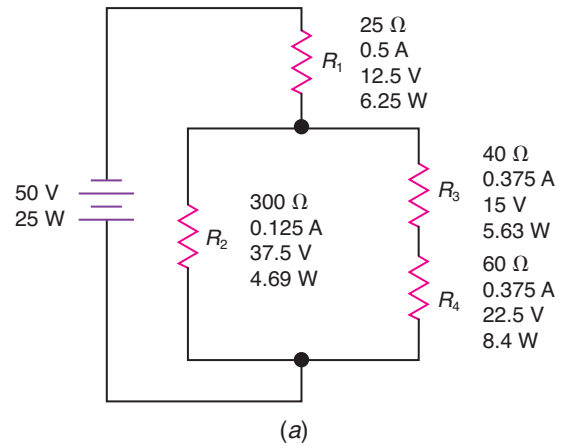 25 Ω
0.5 A
R₁
12.5 V
6.25 W
40 Ω
0.375 A
R₃
15 V
5.63 W
50 V
25 W
300 Ω
0.125 A
R₂
37.5 V
4.69 W
60 Ω
0.375 A
R₄
22.5 V
8.4 W
(a)